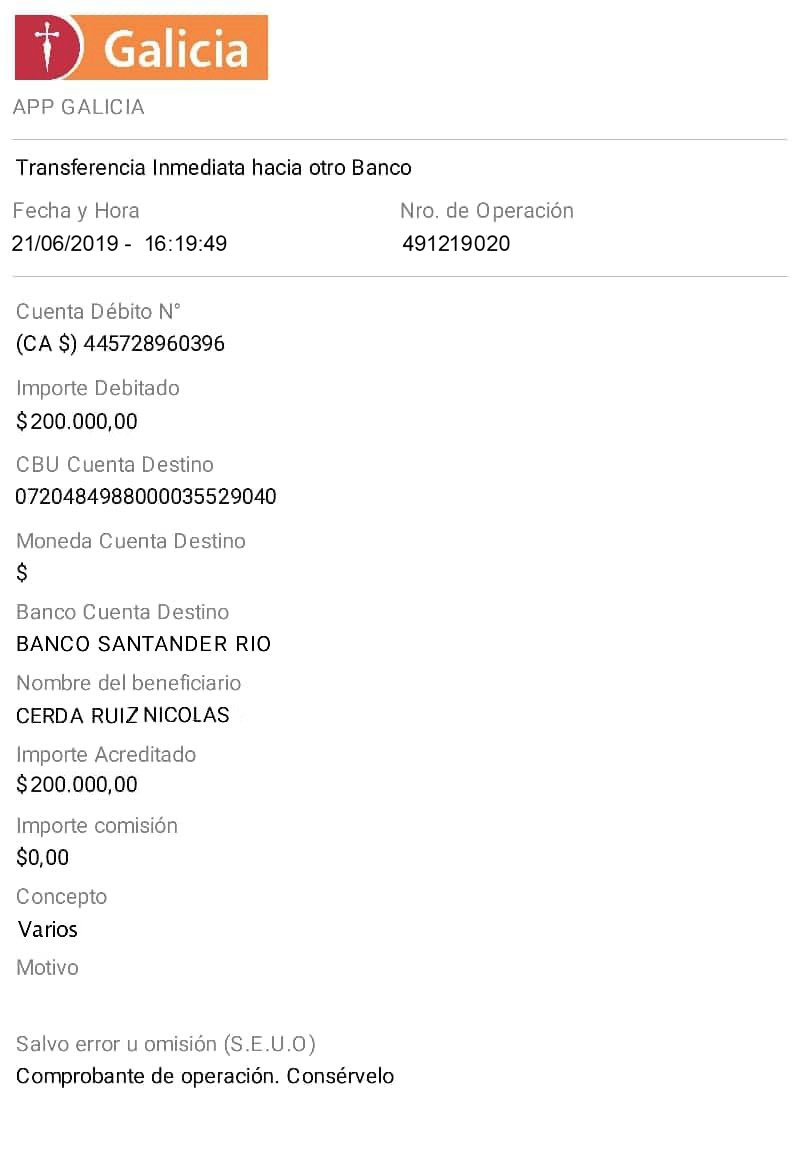 Galicia
APP GALICIA
Transferencia Inmediata hacia otro Banco
Fecha y Hora Nro. de Operación
21/06/2019 - 16:19:49 491219020
Cuenta Débito N°
(CA $) 445728960396
Importe Debitado
$200.000,00
CBU Cuenta Destino
0720484988000035529040
Moneda Cuenta Destino
$
Banco Cuenta Destino
BANCO SANTANDER RIO
Nombre del beneficiario
CERDA RUIZ NICOLAS
Importe Acreditado
$200.000,00
Importe comisión
$0,00
Concepto
Varios
Motivo
Salvo error u omisión (S.E.U.O)
Comprobante de operación. Consérvelo